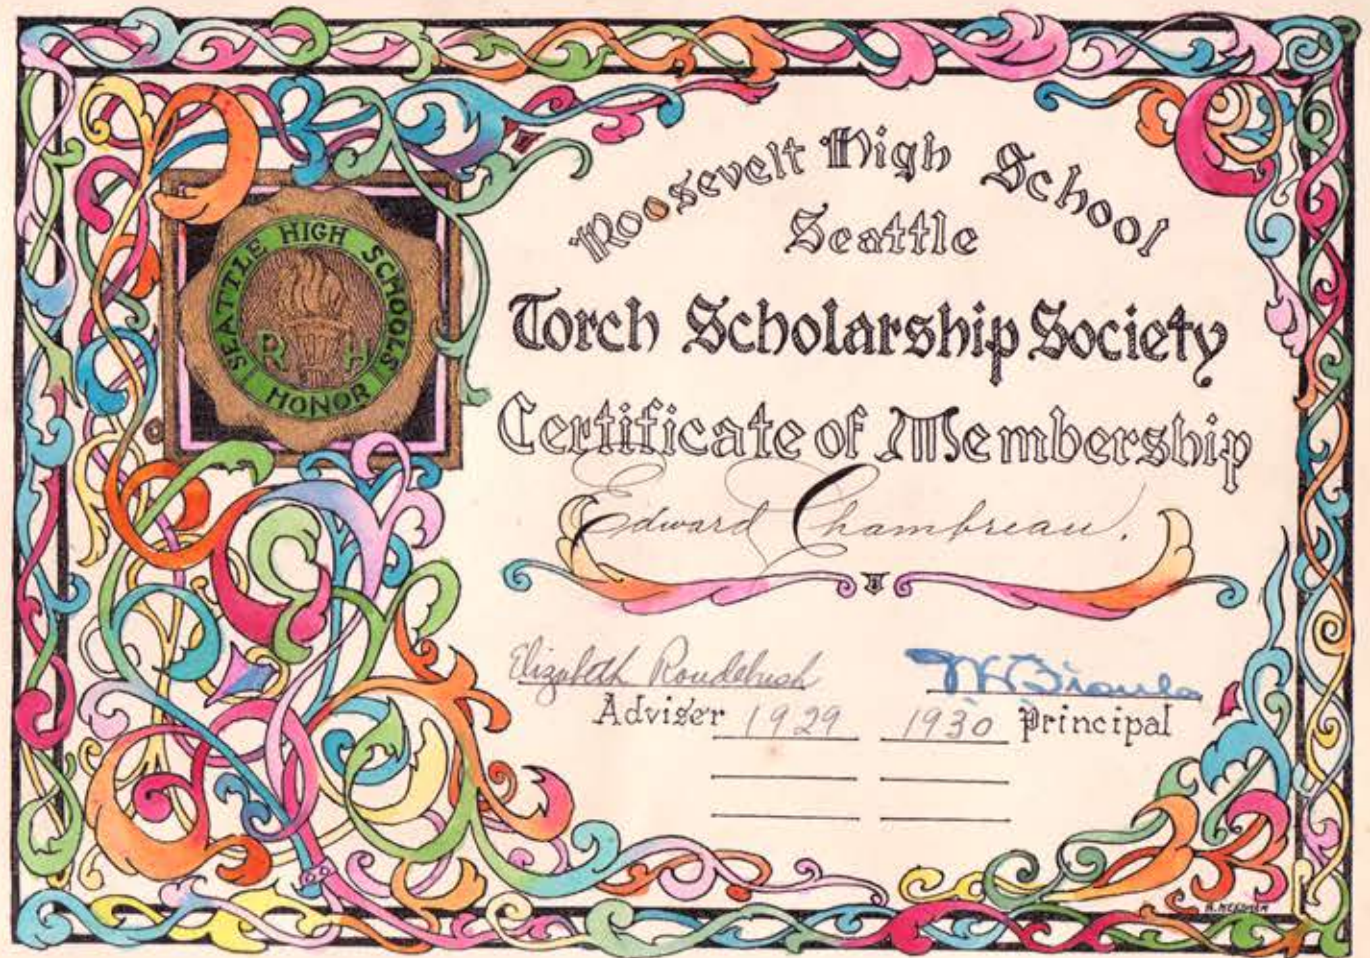 Roosevelt High School
Seattle
Torch Scholarship Society
Certificate of Membership
Edward Chambreau.
SEATTLE HIGH SCHOOLS
R H
HONOR
Elizabeth Roudebush
Adviser 1929 1930 Principal